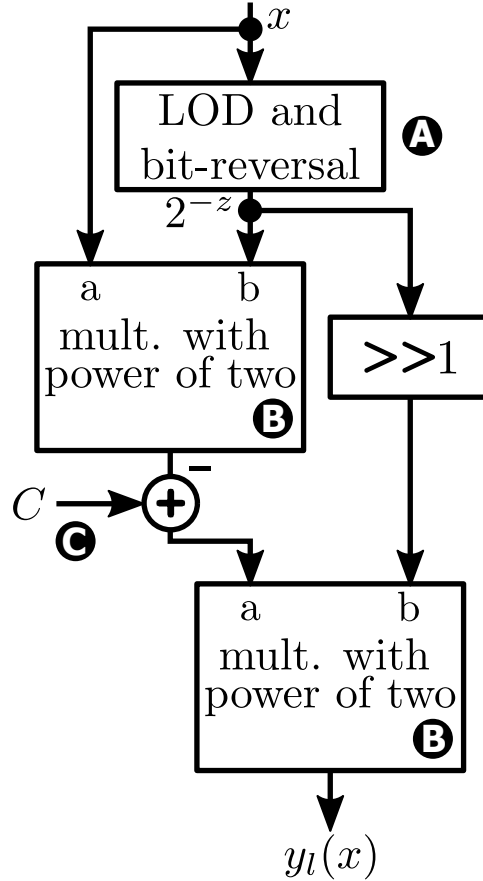 x
LOD and
bit-reversal
A
2^{-z}
a b
mult. with
power of two
B
>>1
−
C
+
C
a b
mult. with
power of two
B
y_l(x)